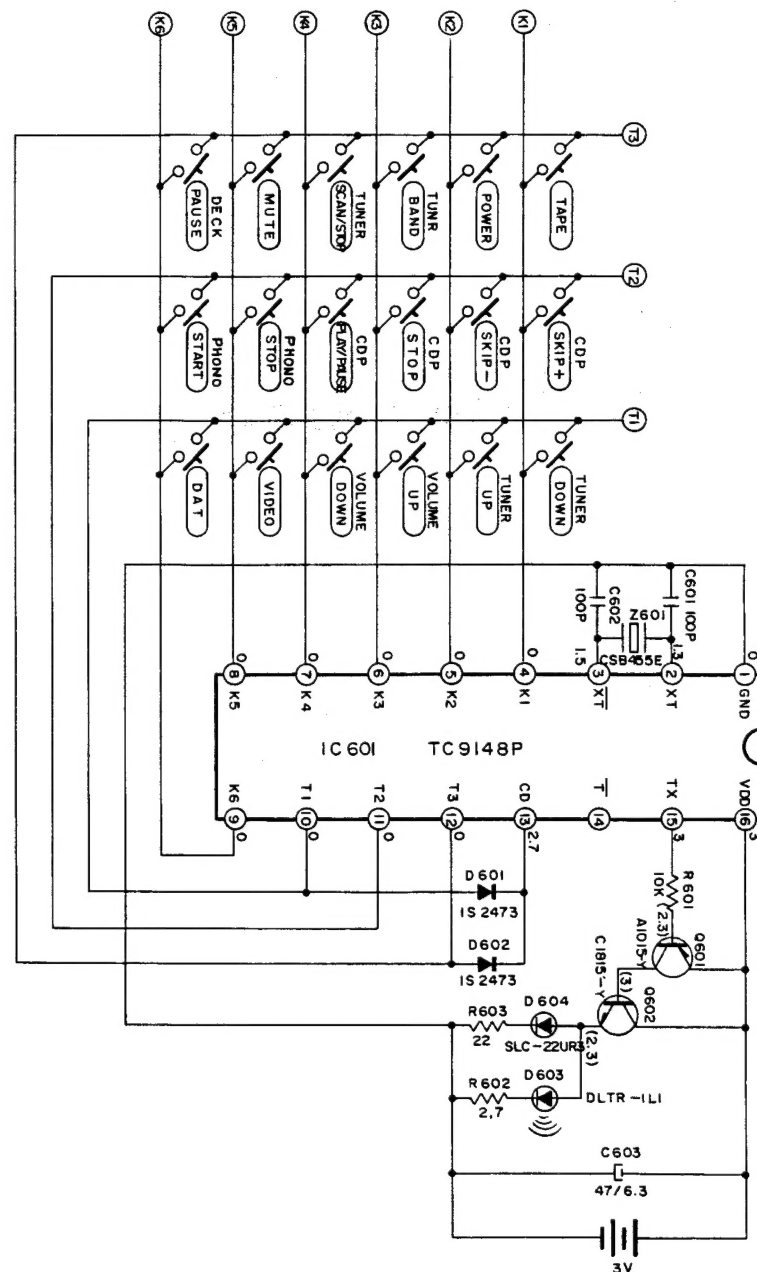 K6 K5 K4 K3 K2 K1
T3
DECK PAUSE
MUTE
TUNER SCAN/STOP
TUNR BAND
POWER
TAPE
T2
PHONO START
PHONO STOP
CDP PLAY/PAUSE
CDP STOP
CDP SKIP−
CDP SKIP+
T1
DAT
VIDEO
VOLUME DOWN
VOLUME UP
TUNER UP
TUNER DOWN
C602 100P
Z601
CSB455E
C601 100P
0 0 0 0 0 1.5 1.3 0
8 7 6 5 4 3 2 1
K5 K4 K3 K2 K1 X̅T̅ XT GND
IC601 TC9148P
K6 T1 T2 T3 CD T̅ TX VDD
9 10 11 12 13 14 15 16
0 0 0 0 2.7 3 3
D601
1S2473
D602
1S2473
R601
10K
(2.3)
A1015-Y
Q601
C1815-Y
(3)
Q602
(2.3)
R603
22
D604
SLC-22UR3
R602
2,7
D603
DLTR-1L1
C603
47/6.3
3V